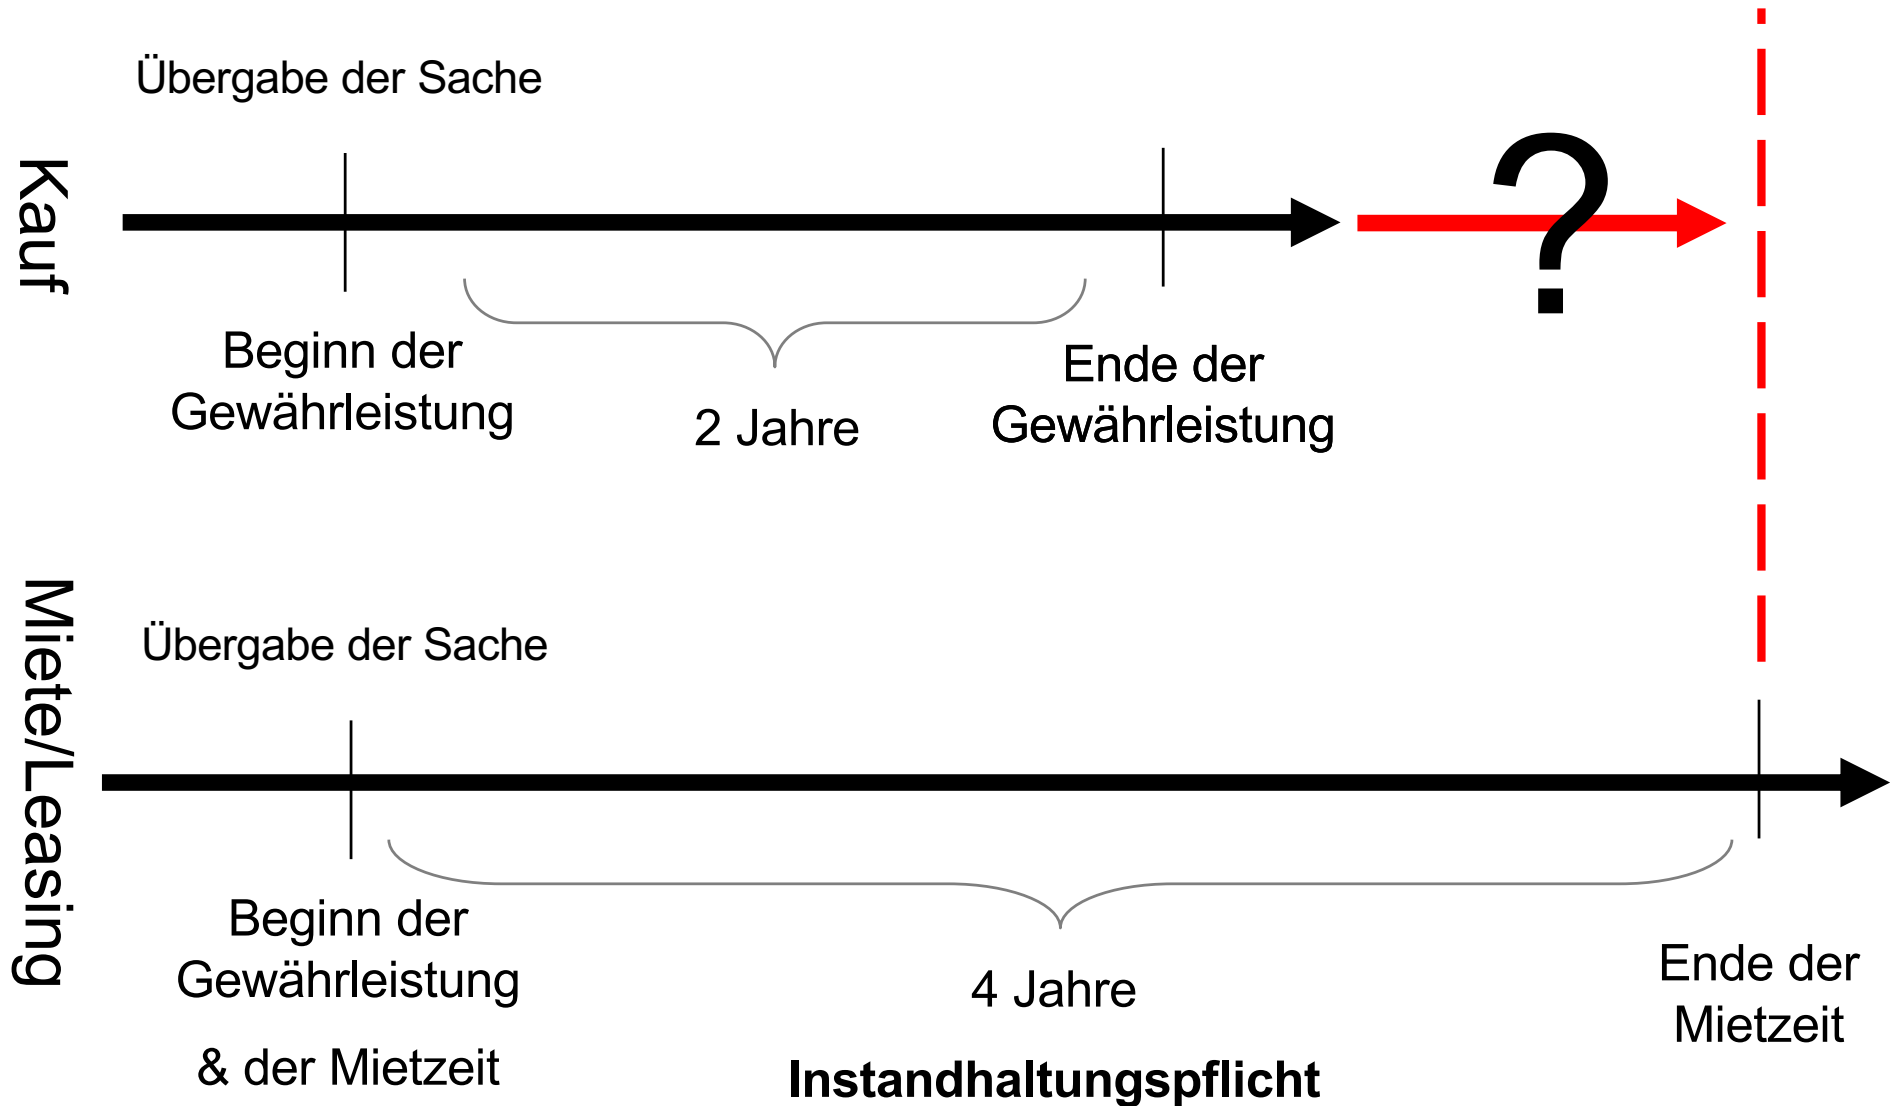 Kauf
Übergabe der Sache
?
Beginn der
Gewährleistung
2 Jahre
Ende der
Gewährleistung
Miete/Leasing
Übergabe der Sache
Beginn der
Gewährleistung
& der Mietzeit
4 Jahre
Instandhaltungspflicht
Ende der
Mietzeit